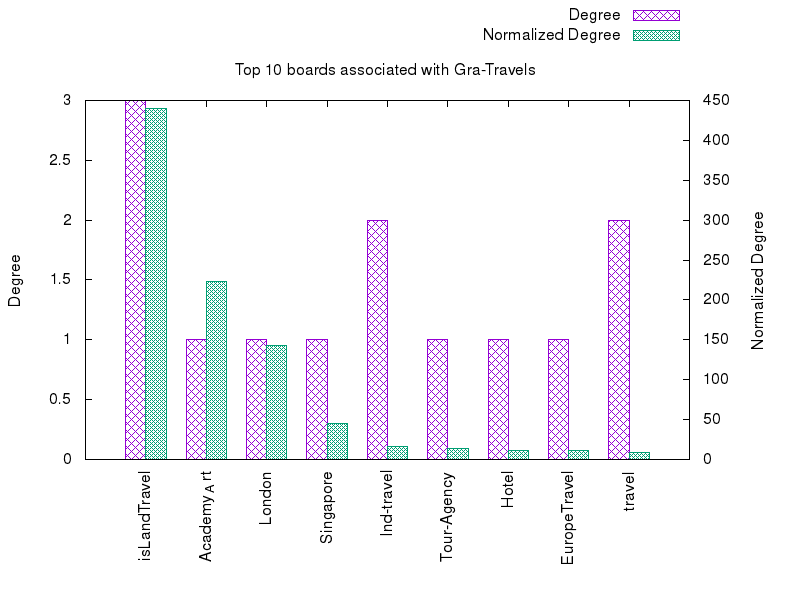 Degree
Normalized Degree
Top 10 boards associated with Gra-Travels
3
2.5
2
1.5
1
0.5
0
Degree
450
400
350
300
250
200
150
100
50
0
Normalized Degree
isLandTravel
Academy_Art
London
Singapore
Ind-travel
Tour-Agency
Hotel
EuropeTravel
travel